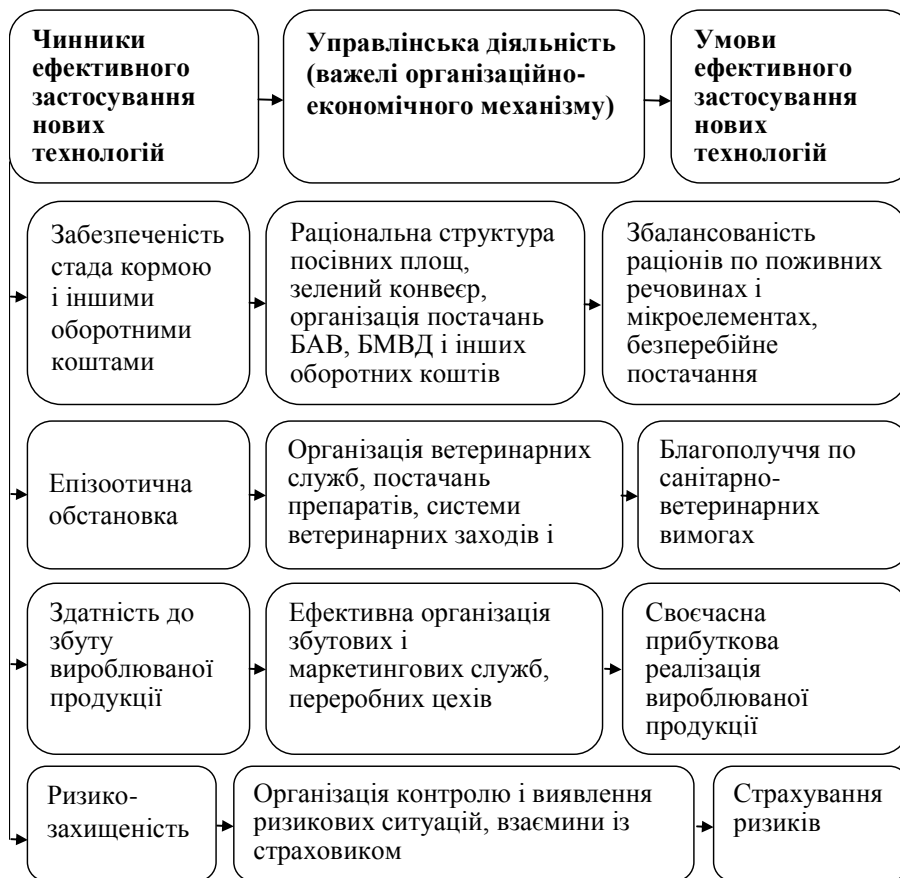 Чинники
ефективного
застосування
нових
технологій
Управлінська діяльність
(важелі організаційно-
економічного механізму)
Умови
ефективного
застосування
нових
технологій
Забезпеченість
стада кормою
і іншими
оборотними
коштами
Раціональна структура
посівних площ,
зелений конвеєр,
організація постачань
БАВ, БМВД і інших
оборотних коштів
Збалансованість
раціонів по поживних
речовинах і
мікроелементах,
безперебійне
постачання
Епізоотична
обстановка
Організація ветеринарних
служб, постачань
препаратів, системи
ветеринарних заходів і
Благополуччя по
санітарно-
ветеринарних
вимогах
Здатність до
збуту
вироблюваної
продукції
Ефективна організація
збутових і
маркетингових служб,
переробних цехів
Своєчасна
прибуткова
реалізація
вироблюваної
продукції
Ризико-
захищеність
Організація контролю і виявлення
ризикових ситуацій, взаємини із
страховиком
Страхування
ризиків